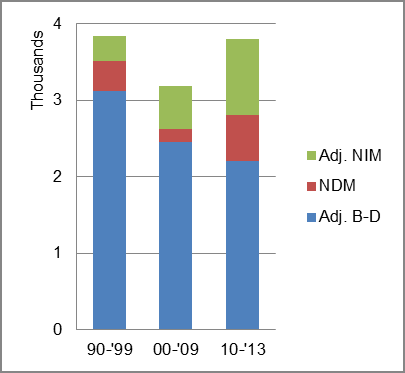 Thousands
4
3
2
1
0
90-'99
00-'09
10-'13
Adj. NIM
NDM
Adj. B-D